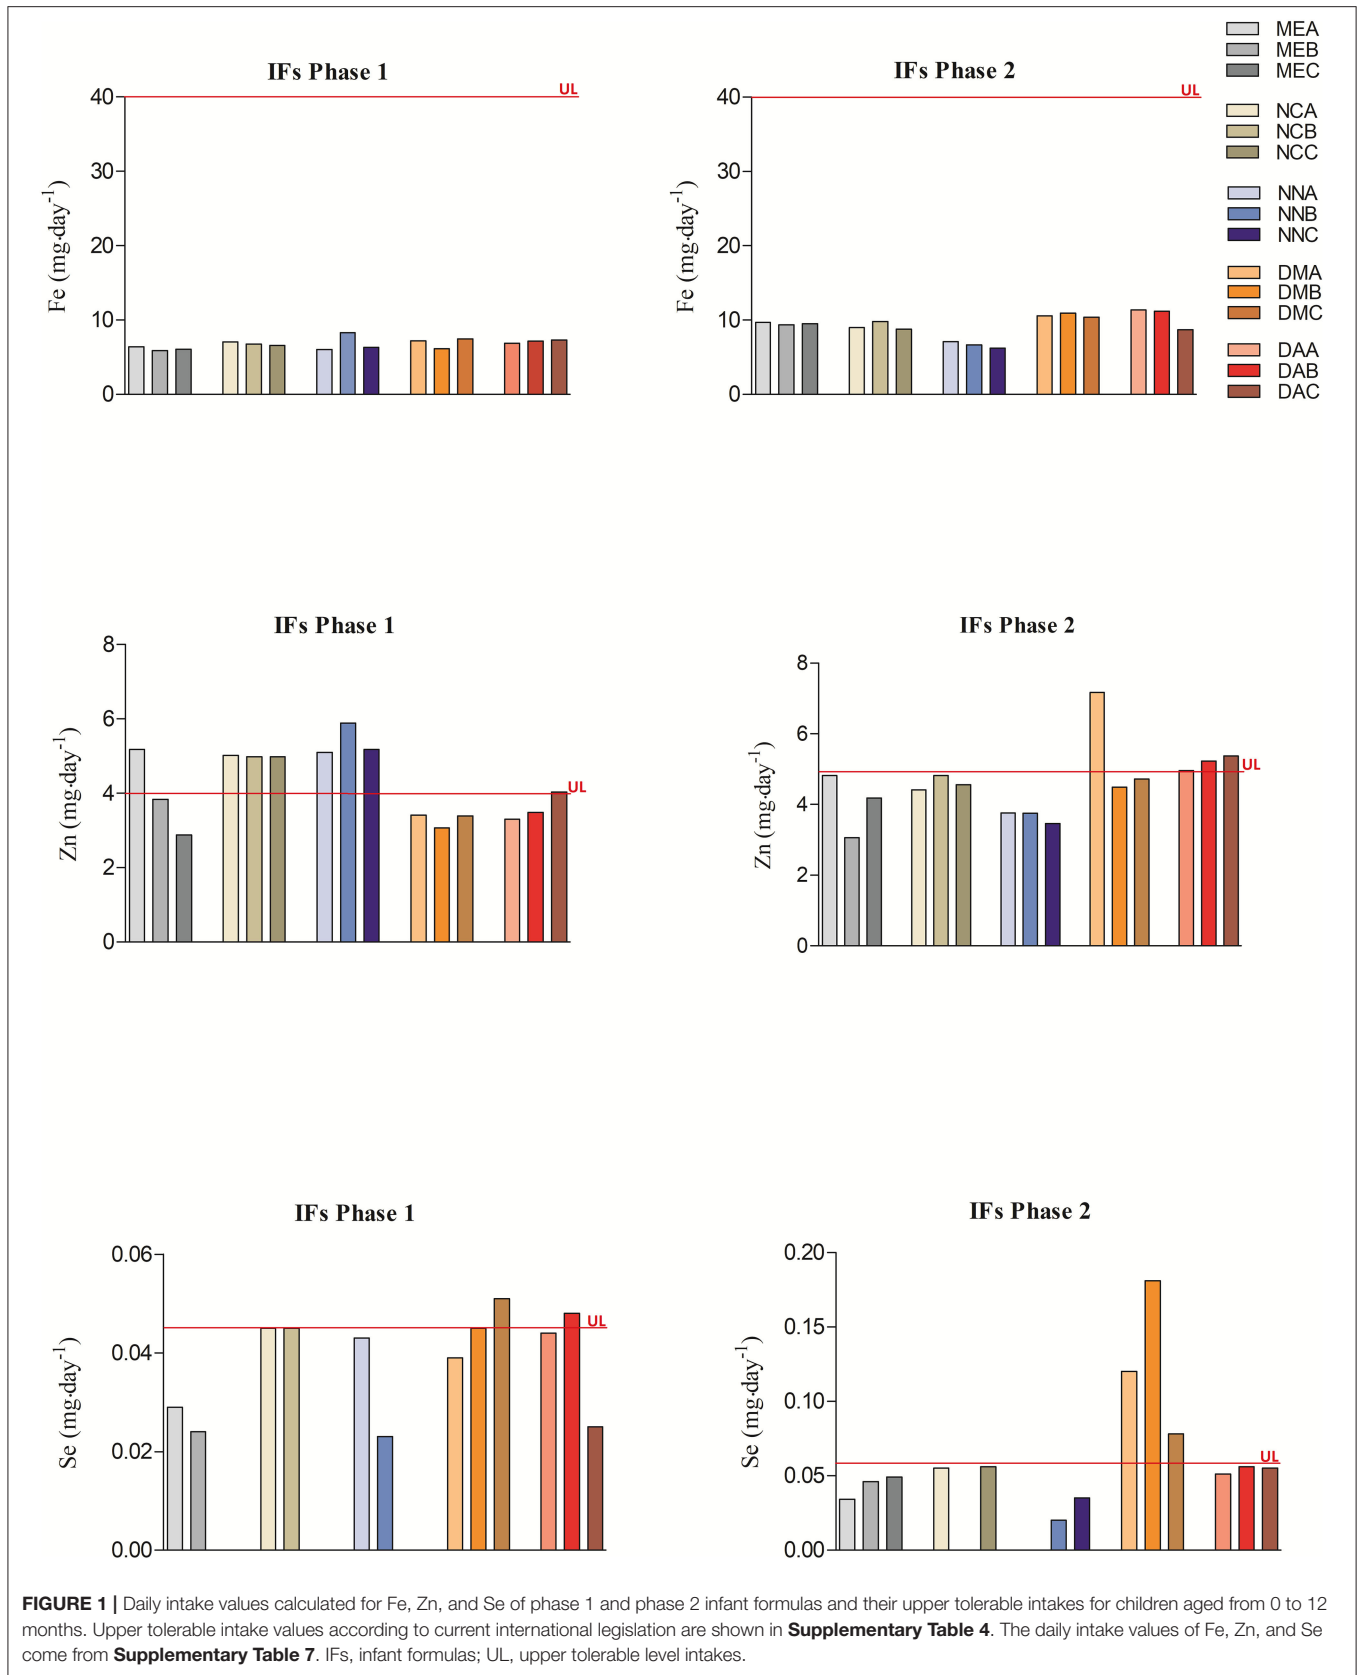 IFs Phase 1
UL
40
30
20
10
0
Fe (mg·day-1)
IFs Phase 2
UL
40
30
20
10
0
Fe (mg·day-1)
MEA
MEB
MEC
NCA
NCB
NCC
NNA
NNB
NNC
DMA
DMB
DMC
DAA
DAB
DAC
IFs Phase 1
8
6
4
2
0
Zn (mg·day-1)
UL
IFs Phase 2
8
6
4
2
0
Zn (mg·day-1)
UL
IFs Phase 1
0.06
0.04
0.02
0.00
Se (mg·day-1)
UL
IFs Phase 2
0.20
0.15
0.10
0.05
0.00
Se (mg·day-1)
UL
FIGURE 1 | Daily intake values calculated for Fe, Zn, and Se of phase 1 and phase 2 infant formulas and their upper tolerable intakes for children aged from 0 to 12
months. Upper tolerable intake values according to current international legislation are shown in Supplementary Table 4. The daily intake values of Fe, Zn, and Se
come from Supplementary Table 7. IFs, infant formulas; UL, upper tolerable level intakes.